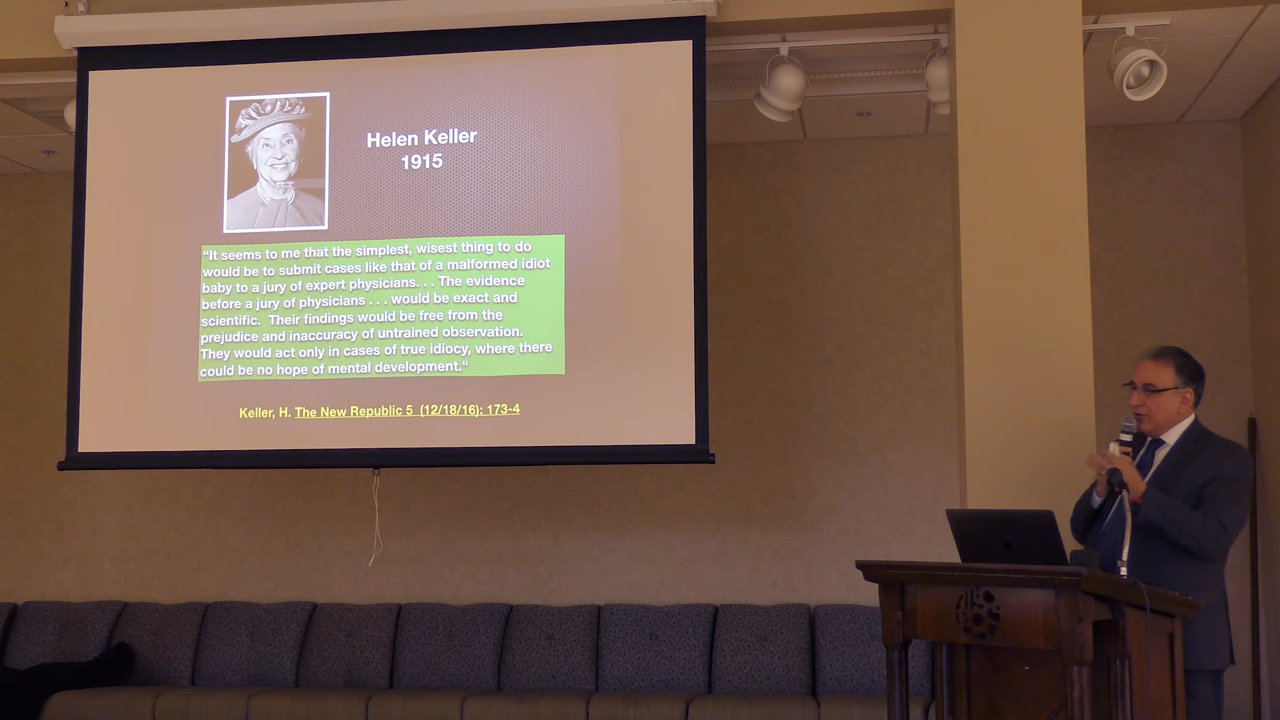 Helen Keller
1915
“It seems to me that the simplest, wisest thing to do
would be to submit cases like that of a malformed idiot
baby to a jury of expert physicians. . . The evidence
before a jury of physicians . . . would be exact and
scientific.  Their findings would be free from the
prejudice and inaccuracy of untrained observation.
They would act only in cases of true idiocy, where there
could be no hope of mental development."
Keller, H. The New Republic 5  (12/18/16): 173-4